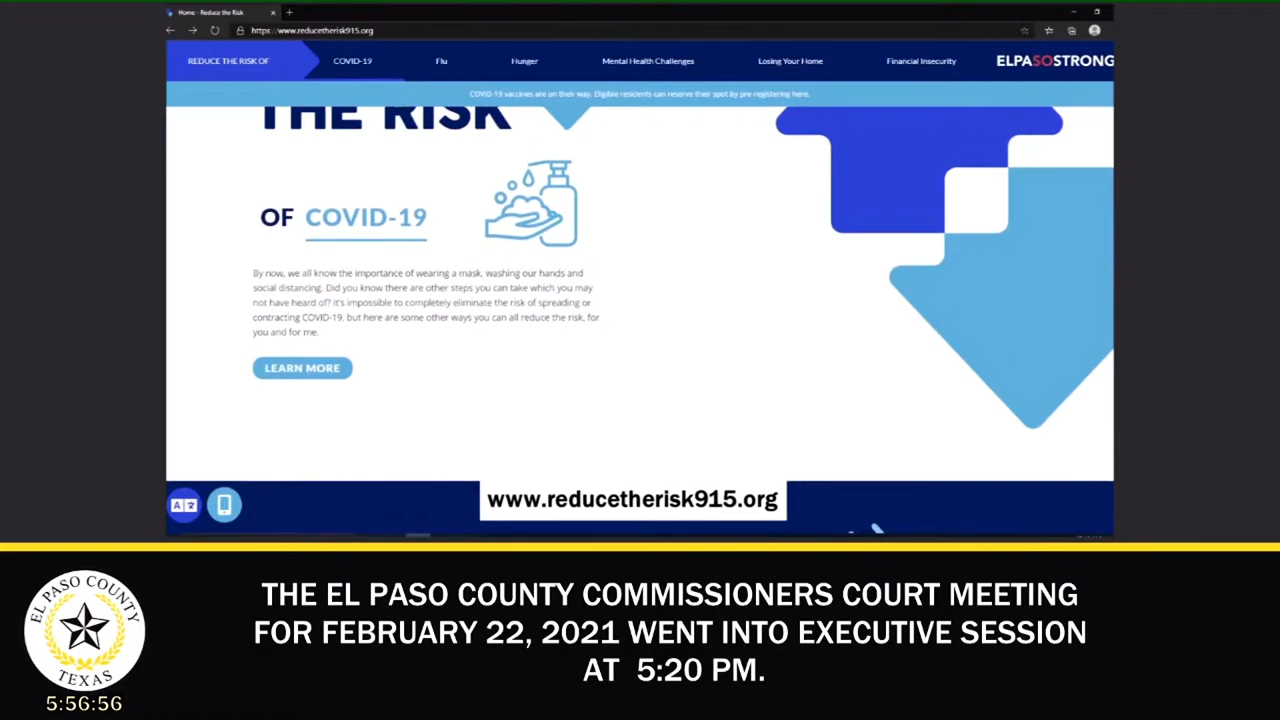 Home - Reduce the Risk
https://www.reducetherisk915.org
REDUCE THE RISK OF
COVID-19
Flu
Hunger
Mental Health Challenges
Losing Your Home
Financial Insecurity
ELPASOSTRONG
COVID-19 vaccines are on their way. Eligible residents can reserve their spot by pre-registering here.
THE RISK
OF COVID-19
By now, we all know the importance of wearing a mask, washing our hands and
social distancing. Did you know there are other steps you can take which you may
not have heard of? It's impossible to completely eliminate the risk of spreading or
contracting COVID-19, but here are some other ways you can all reduce the risk, for
you and for me.
LEARN MORE
www.reducetherisk915.org
EL PASO COUNTY
TEXAS
5:56:56
THE EL PASO COUNTY COMMISSIONERS COURT MEETING
FOR FEBRUARY 22, 2021 WENT INTO EXECUTIVE SESSION
AT 5:20 PM.